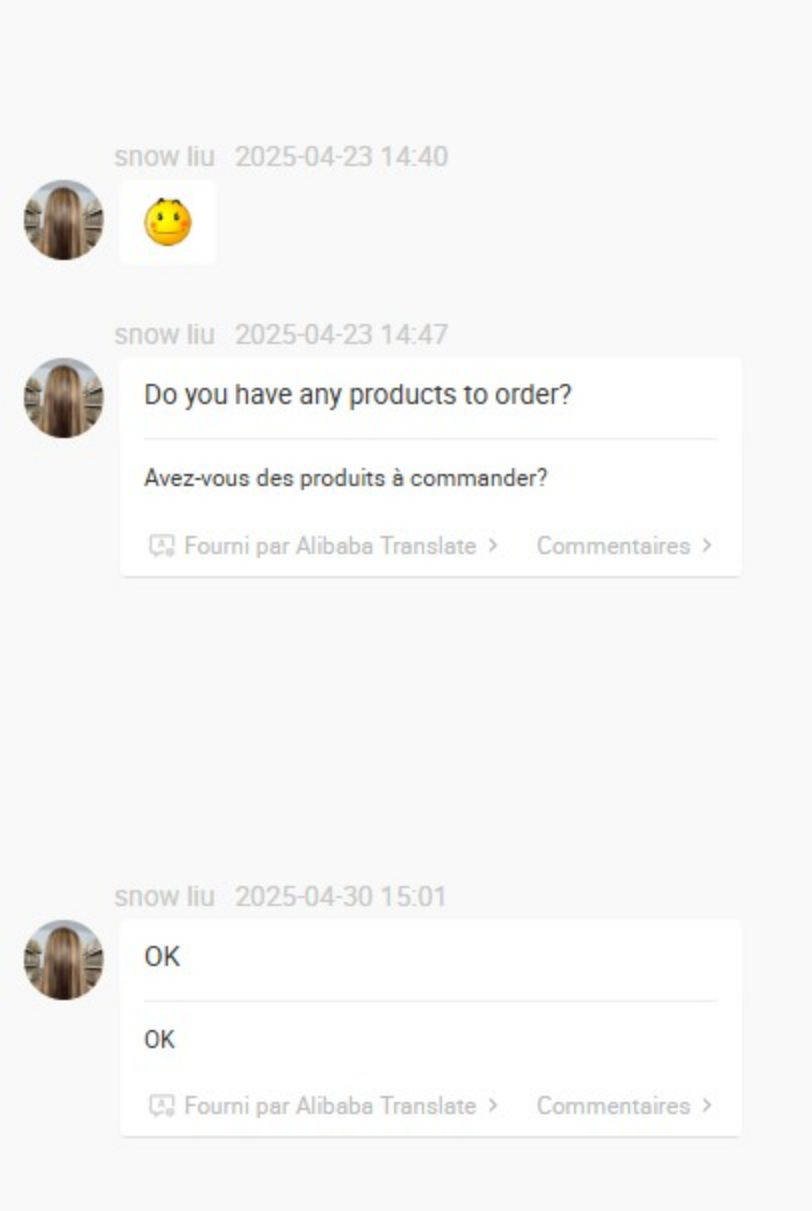 snow liu 2025-04-23 14:40
snow liu 2025-04-23 14:47
Do you have any products to order?
Avez-vous des produits à commander?
Fourni par Alibaba Translate > Commentaires >
snow liu 2025-04-30 15:01
OK
OK
Fourni par Alibaba Translate > Commentaires >